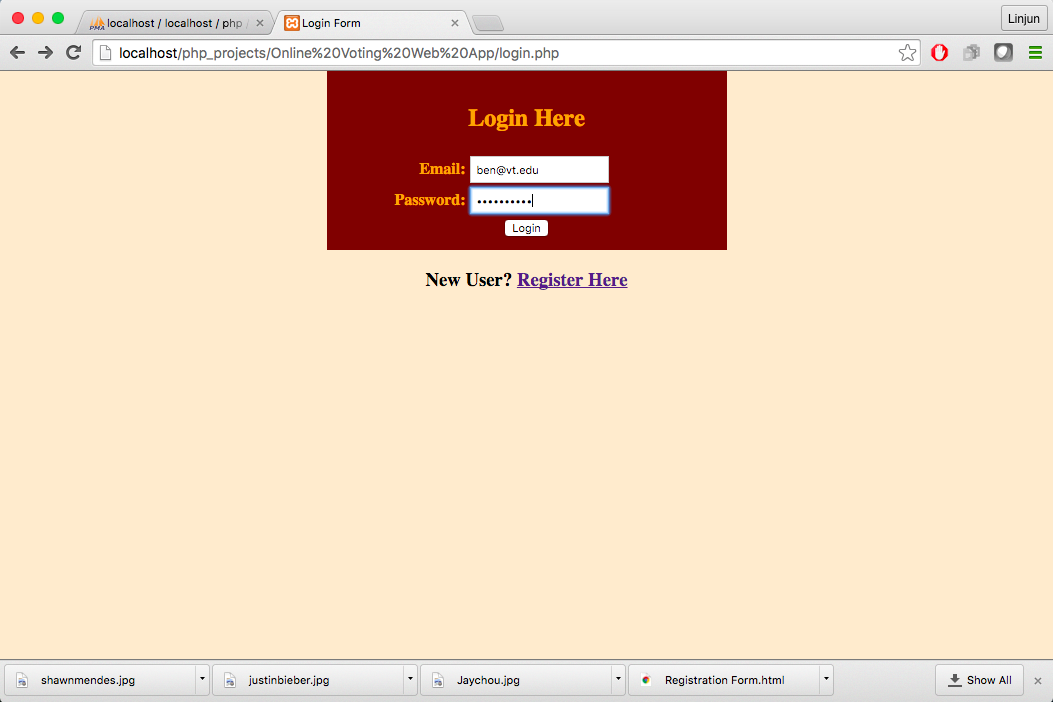 localhost / localhost / php /
Login Form
Linjun
localhost/php_projects/Online%20Voting%20Web%20App/login.php
Login Here
Email: ben@vt.edu
Password: ••••••••••
Login
New User? Register Here
shawnmendes.jpg
justinbieber.jpg
Jaychou.jpg
Registration Form.html
Show All